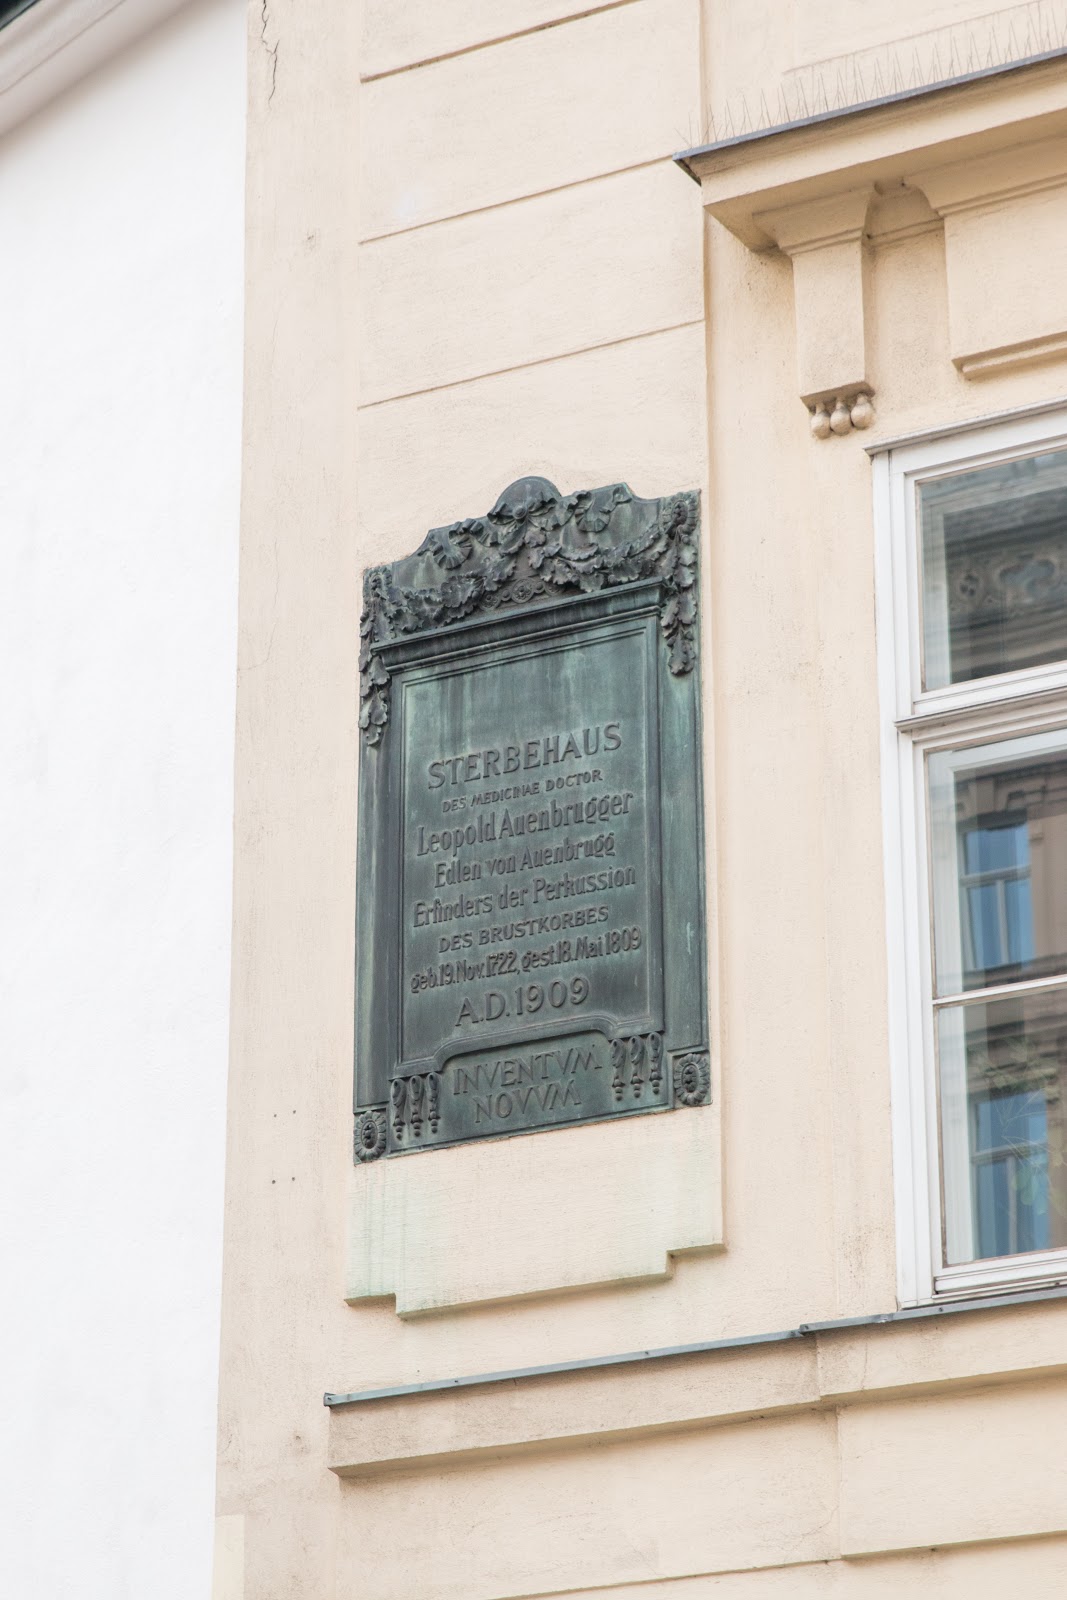 STERBEHAUS
DES MEDICINAE DOCTOR
Leopold Auenbrugger
Edlen von Auenbrugg
Erfinders der Perkussion
DES BRUSTKORBES
geb.19.Nov.1722, gest.18.Mai 1809
A.D.1909
INVENTVM
NOVVM